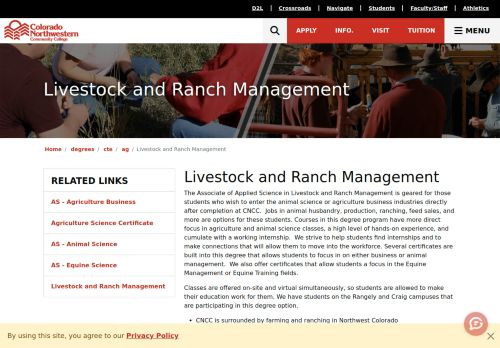 D2L | Crossroads | Navigate | Students | Faculty/Staff | Athletics
Colorado
Northwestern
Community College
APPLY INFO. VISIT TUITION MENU
Livestock and Ranch Management
Home / degrees / cte / ag / Livestock and Ranch Management
RELATED LINKS
AS - Agriculture Business
Agriculture Science Certificate
AS - Animal Science
AS - Equine Science
Livestock and Ranch Management
Livestock and Ranch Management
The Associate of Applied Science in Livestock and Ranch Management is geared for those
students who wish to enter the animal science or agriculture business industries directly
after completion at CNCC.  Jobs in animal husbandry, production, ranching, feed sales, and
more are options for these students. Courses in this degree program have more direct
focus in agriculture and animal science classes, a high level of hands-on experience, and
cumulate with a working internship.  We strive to help students find internships and to
make connections that will allow them to move into the workforce. Several certificates are
built into this degree that allows students to focus in on either business or animal
management.  We also offer certificates that allow students a focus in the Equine
Management or Equine Training fields.
Classes are offered on-site and virtual simultaneously, so students are allowed to make
their education work for them. We have students on the Rangely and Craig campuses that
are participating in this degree option.
• CNCC is surrounded by farming and ranching in Northwest Colorado
By using this site, you agree to our Privacy Policy
×